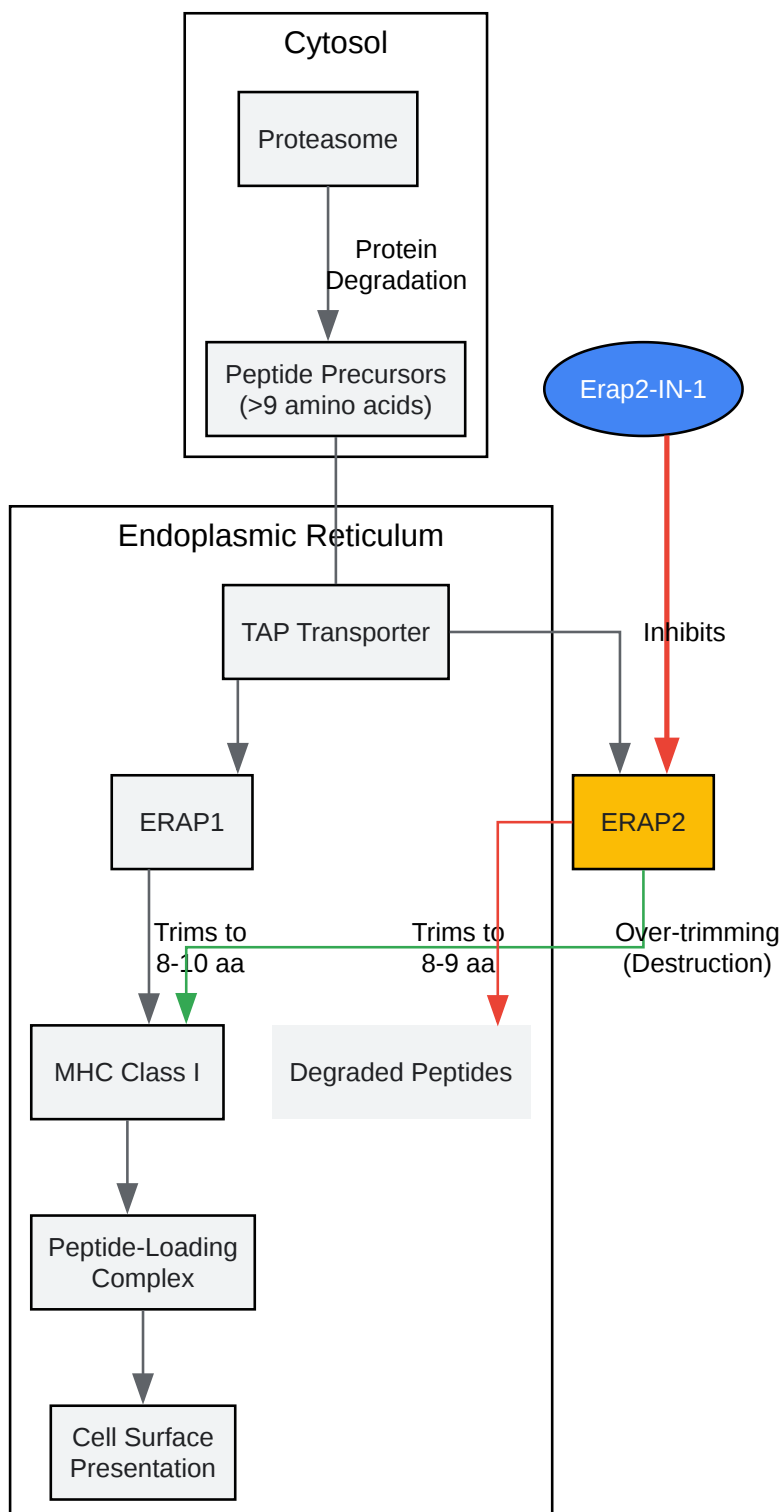 Cytosol
Proteasome
Protein
Degradation
Peptide Precursors
(>9 amino acids)
Erap2-IN-1
Endoplasmic Reticulum
TAP Transporter
Inhibits
ERAP1
ERAP2
Trims to
8-10 aa
Trims to
8-9 aa
Over-trimming
(Destruction)
MHC Class I
Degraded Peptides
Peptide-Loading
Complex
Cell Surface
Presentation